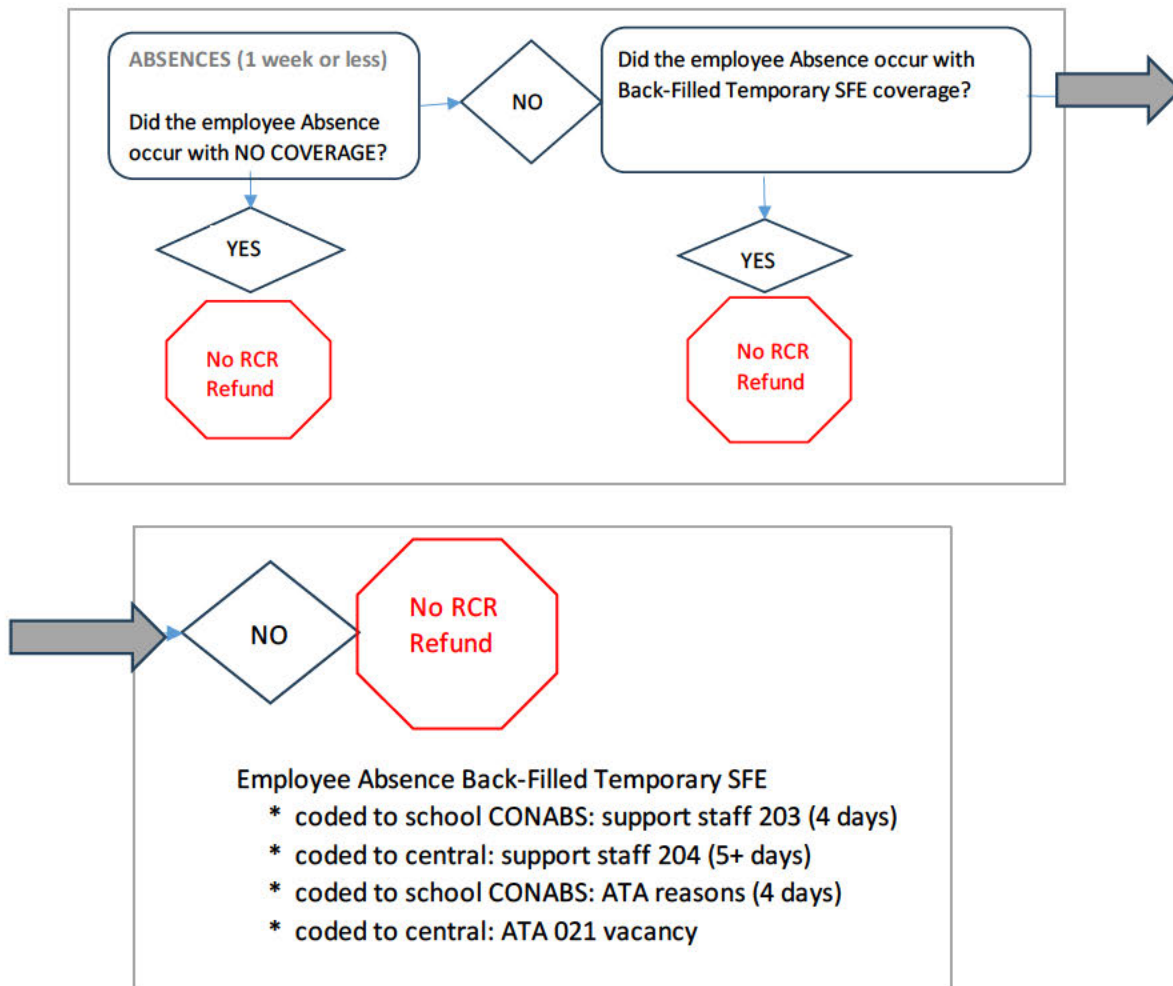 ABSENCES (1 week or less)
Did the employee Absence
occur with NO COVERAGE?
NO
Did the employee Absence occur with
Back-Filled Temporary SFE coverage?
YES
No RCR
Refund
YES
No RCR
Refund
NO
No RCR
Refund
Employee Absence Back-Filled Temporary SFE
* coded to school CONABS: support staff 203 (4 days)
* coded to central: support staff 204 (5+ days)
* coded to school CONABS: ATA reasons (4 days)
* coded to central: ATA 021 vacancy